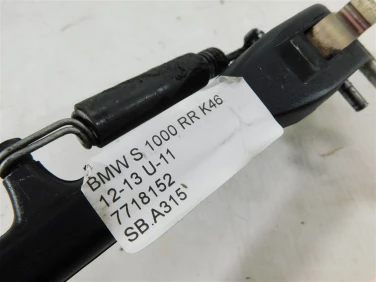 BMW S 1000 RR K46
12-13 U-11
7718152
SB.A315